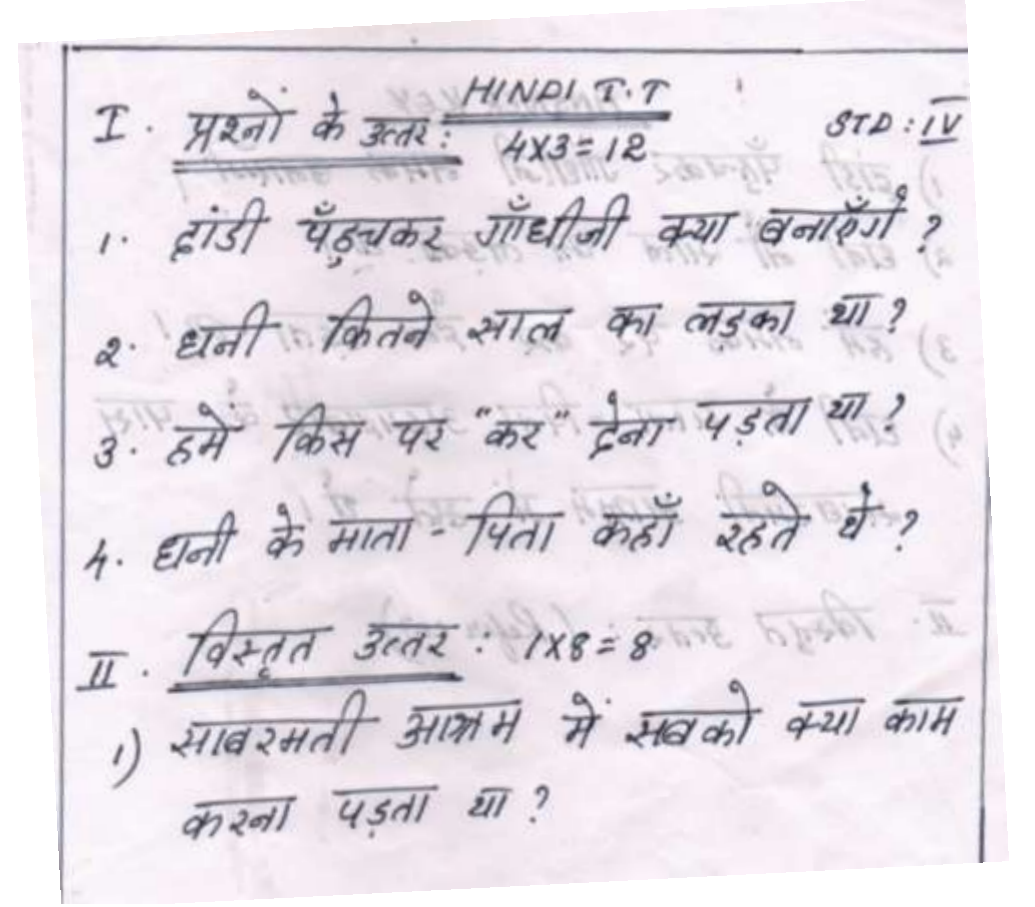 HINDI T.T
I. प्रश्नों के उत्तर: 4x3=12 STD: IV
1. दांडी पँहुचकर गाँधीजी क्या बनाएँगे ?
2. धनी कितने साल का लड़का था ?
3. हमें किस पर "कर" देना पड़ता था ?
4. धनी के माता - पिता कहाँ रहते थे ?
II. विस्तृत उत्तर : 1x8=8
1) साबरमती आश्रम में सबको क्या काम
करना पड़ता था ?